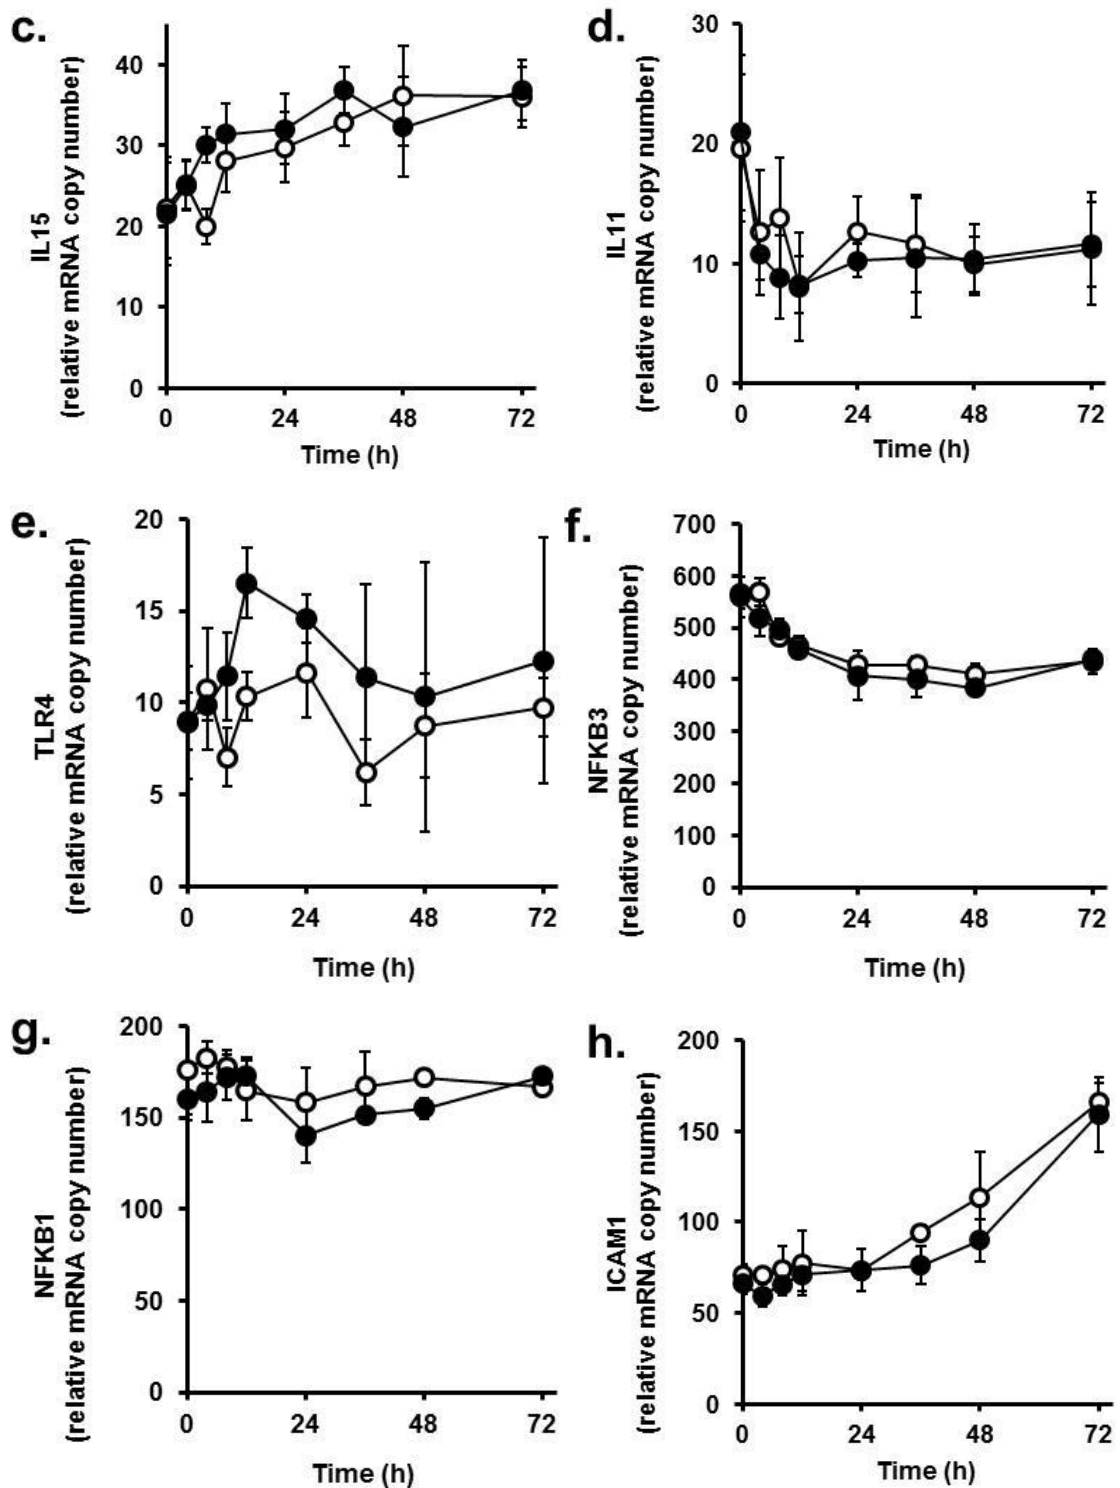 c.
IL15
(relative mRNA copy number)
40
30
20
10
0
0 24 48 72
Time (h)
d.
IL11
(relative mRNA copy number)
30
20
10
0
0 24 48 72
Time (h)
e.
TLR4
(relative mRNA copy number)
20
15
10
5
0
0 24 48 72
Time (h)
f.
NFKB3
(relative mRNA copy number)
700
600
500
400
300
200
100
0
0 24 48 72
Time (h)
g.
NFKB1
(relative mRNA copy number)
200
150
100
50
0
0 24 48 72
Time (h)
h.
ICAM1
(relative mRNA copy number)
200
150
100
50
0
0 24 48 72
Time (h)